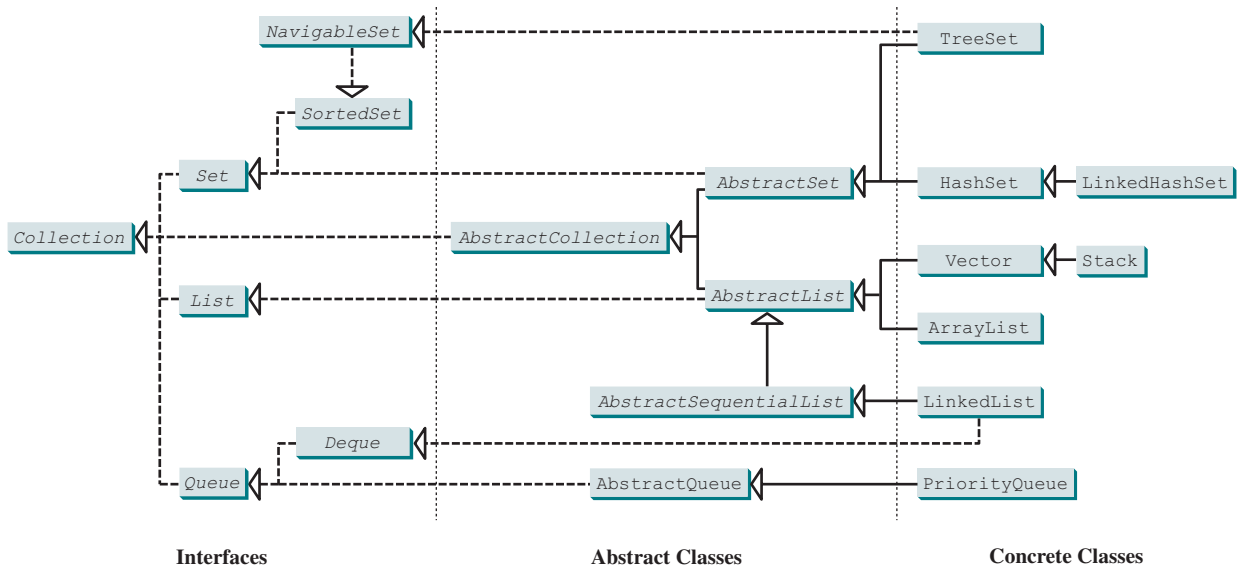 NavigableSet
TreeSet
SortedSet
Set
AbstractSet
HashSet
LinkedHashSet
Collection
AbstractCollection
Vector
Stack
List
AbstractList
ArrayList
AbstractSequentialList
LinkedList
Deque
Queue
AbstractQueue
PriorityQueue
Interfaces
Abstract Classes
Concrete Classes